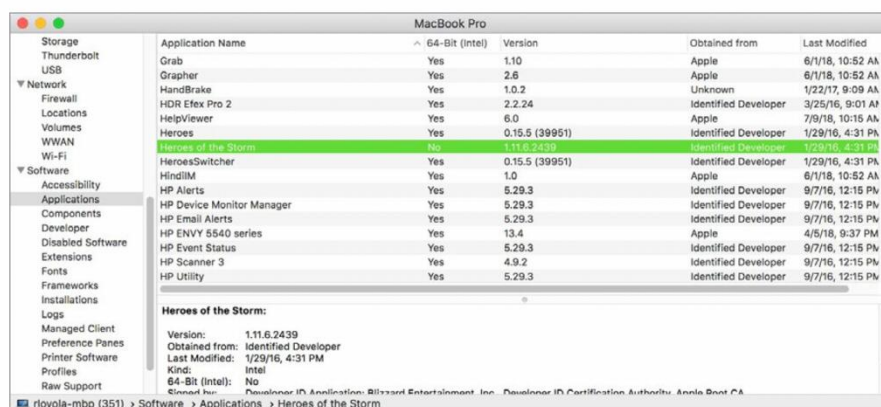 MacBook Pro
Storage
Thunderbolt
USB
Network
Firewall
Locations
Volumes
WWAN
Wi-Fi
Software
Accessibility
Applications
Components
Developer
Disabled Software
Extensions
Fonts
Frameworks
Installations
Logs
Managed Client
Preference Panes
Printer Software
Profiles
Raw Support
Application Name 64-Bit (Intel) Version Obtained from Last Modified
Grab Yes 1.10 Apple 6/1/18, 10:52 AM
Grapher Yes 2.6 Apple 6/1/18, 10:52 AM
HandBrake Yes 1.0.2 Unknown 1/22/17, 9:09 AM
HDR Efex Pro 2 Yes 2.2.24 Identified Developer 3/25/16, 9:01 AM
HelpViewer Yes 6.0 Apple 7/9/18, 10:15 AM
Heroes Yes 0.15.5 (39951) Identified Developer 1/29/16, 4:31 PM
Heroes of the Storm No 1.11.6.2439 Identified Developer 1/29/16, 4:31 PM
HeroesSwitcher Yes 0.15.5 (39951) Identified Developer 1/29/16, 4:31 PM
HindiIM Yes 1.0 Apple 6/1/18, 10:52 AM
HP Alerts Yes 5.29.3 Identified Developer 9/7/16, 12:15 PM
HP Device Monitor Manager Yes 5.29.3 Identified Developer 9/7/16, 12:15 PM
HP Email Alerts Yes 5.29.3 Identified Developer 9/7/16, 12:15 PM
HP ENVY 5540 series Yes 13.4 Apple 4/5/18, 9:37 PM
HP Event Status Yes 5.29.3 Identified Developer 9/7/16, 12:15 PM
HP Scanner 3 Yes 4.9.2 Identified Developer 9/7/16, 12:15 PM
HP Utility Yes 5.29.3 Identified Developer 9/7/16, 12:15 PM
Heroes of the Storm:
Version: 1.11.6.2439
Obtained from: Identified Developer
Last Modified: 1/29/16, 4:31 PM
Kind: Intel
64-Bit (Intel): No
Signed by: Developer ID Application: Blizzard Entertainment, Inc., Developer ID Certification Authority, Apple Root CA
rloyola-mbp (351) › Software › Applications › Heroes of the Storm